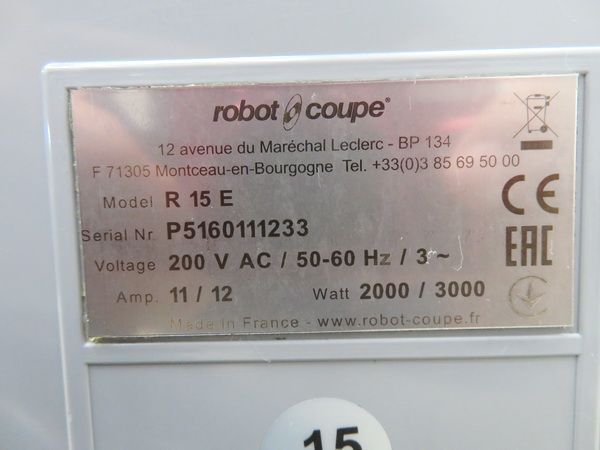 robot coupe®
12 avenue du Maréchal Leclerc - BP 134
F 71305 Montceau-en-Bourgogne Tel. +33(0)3 85 69 50 00
Model R 15 E
Serial Nr. P5160111233
Voltage 200 V AC / 50-60 Hz / 3 ~
Amp. 11 / 12 Watt 2000 / 3000
Made in France - www.robot-coupe.fr
CE
EAC
15